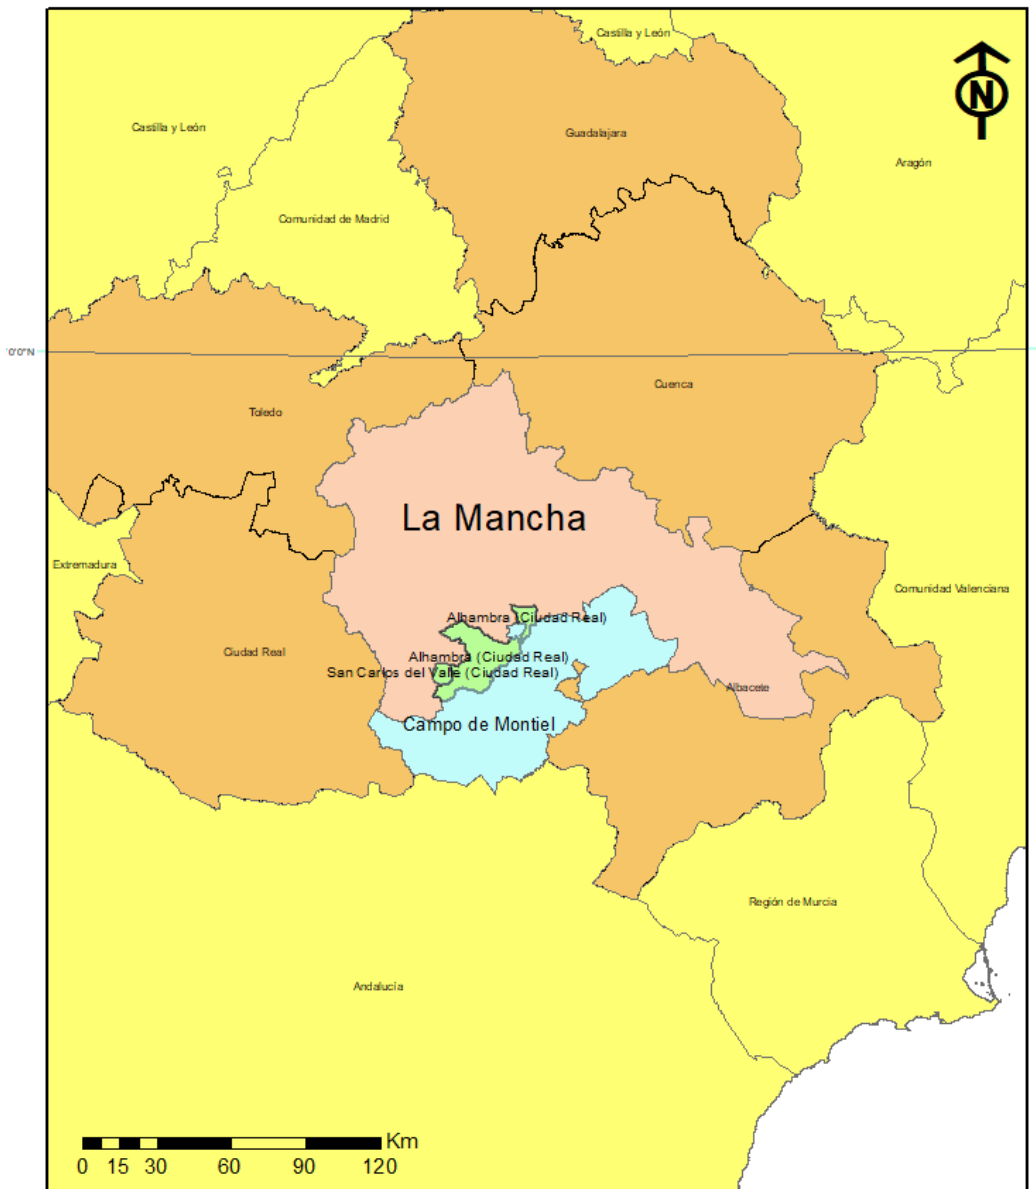 Castilla y León
N
Castilla y León
Guadalajara
Aragón
Comunidad de Madrid
0'0"N
Cuenca
Toledo
La Mancha
Extremadura
Comunidad Valenciana
Alhambra (Ciudad Real)
Ciudad Real
Alhambra (Ciudad Real)
San Carlos del Valle (Ciudad Real)
Albacete
Campo de Montiel
Región de Murcia
Andalucía
Km
0 15 30 60 90 120